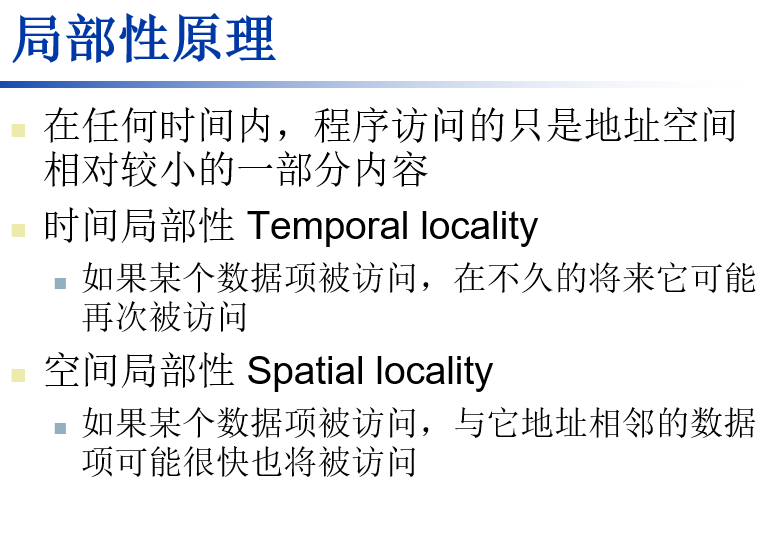 局部性原理
在任何时间内，程序访问的只是地址空间
相对较小的一部分内容
时间局部性 Temporal locality
如果某个数据项被访问，在不久的将来它可能
再次被访问
空间局部性 Spatial locality
如果某个数据项被访问，与它地址相邻的数据
项可能很快也将被访问